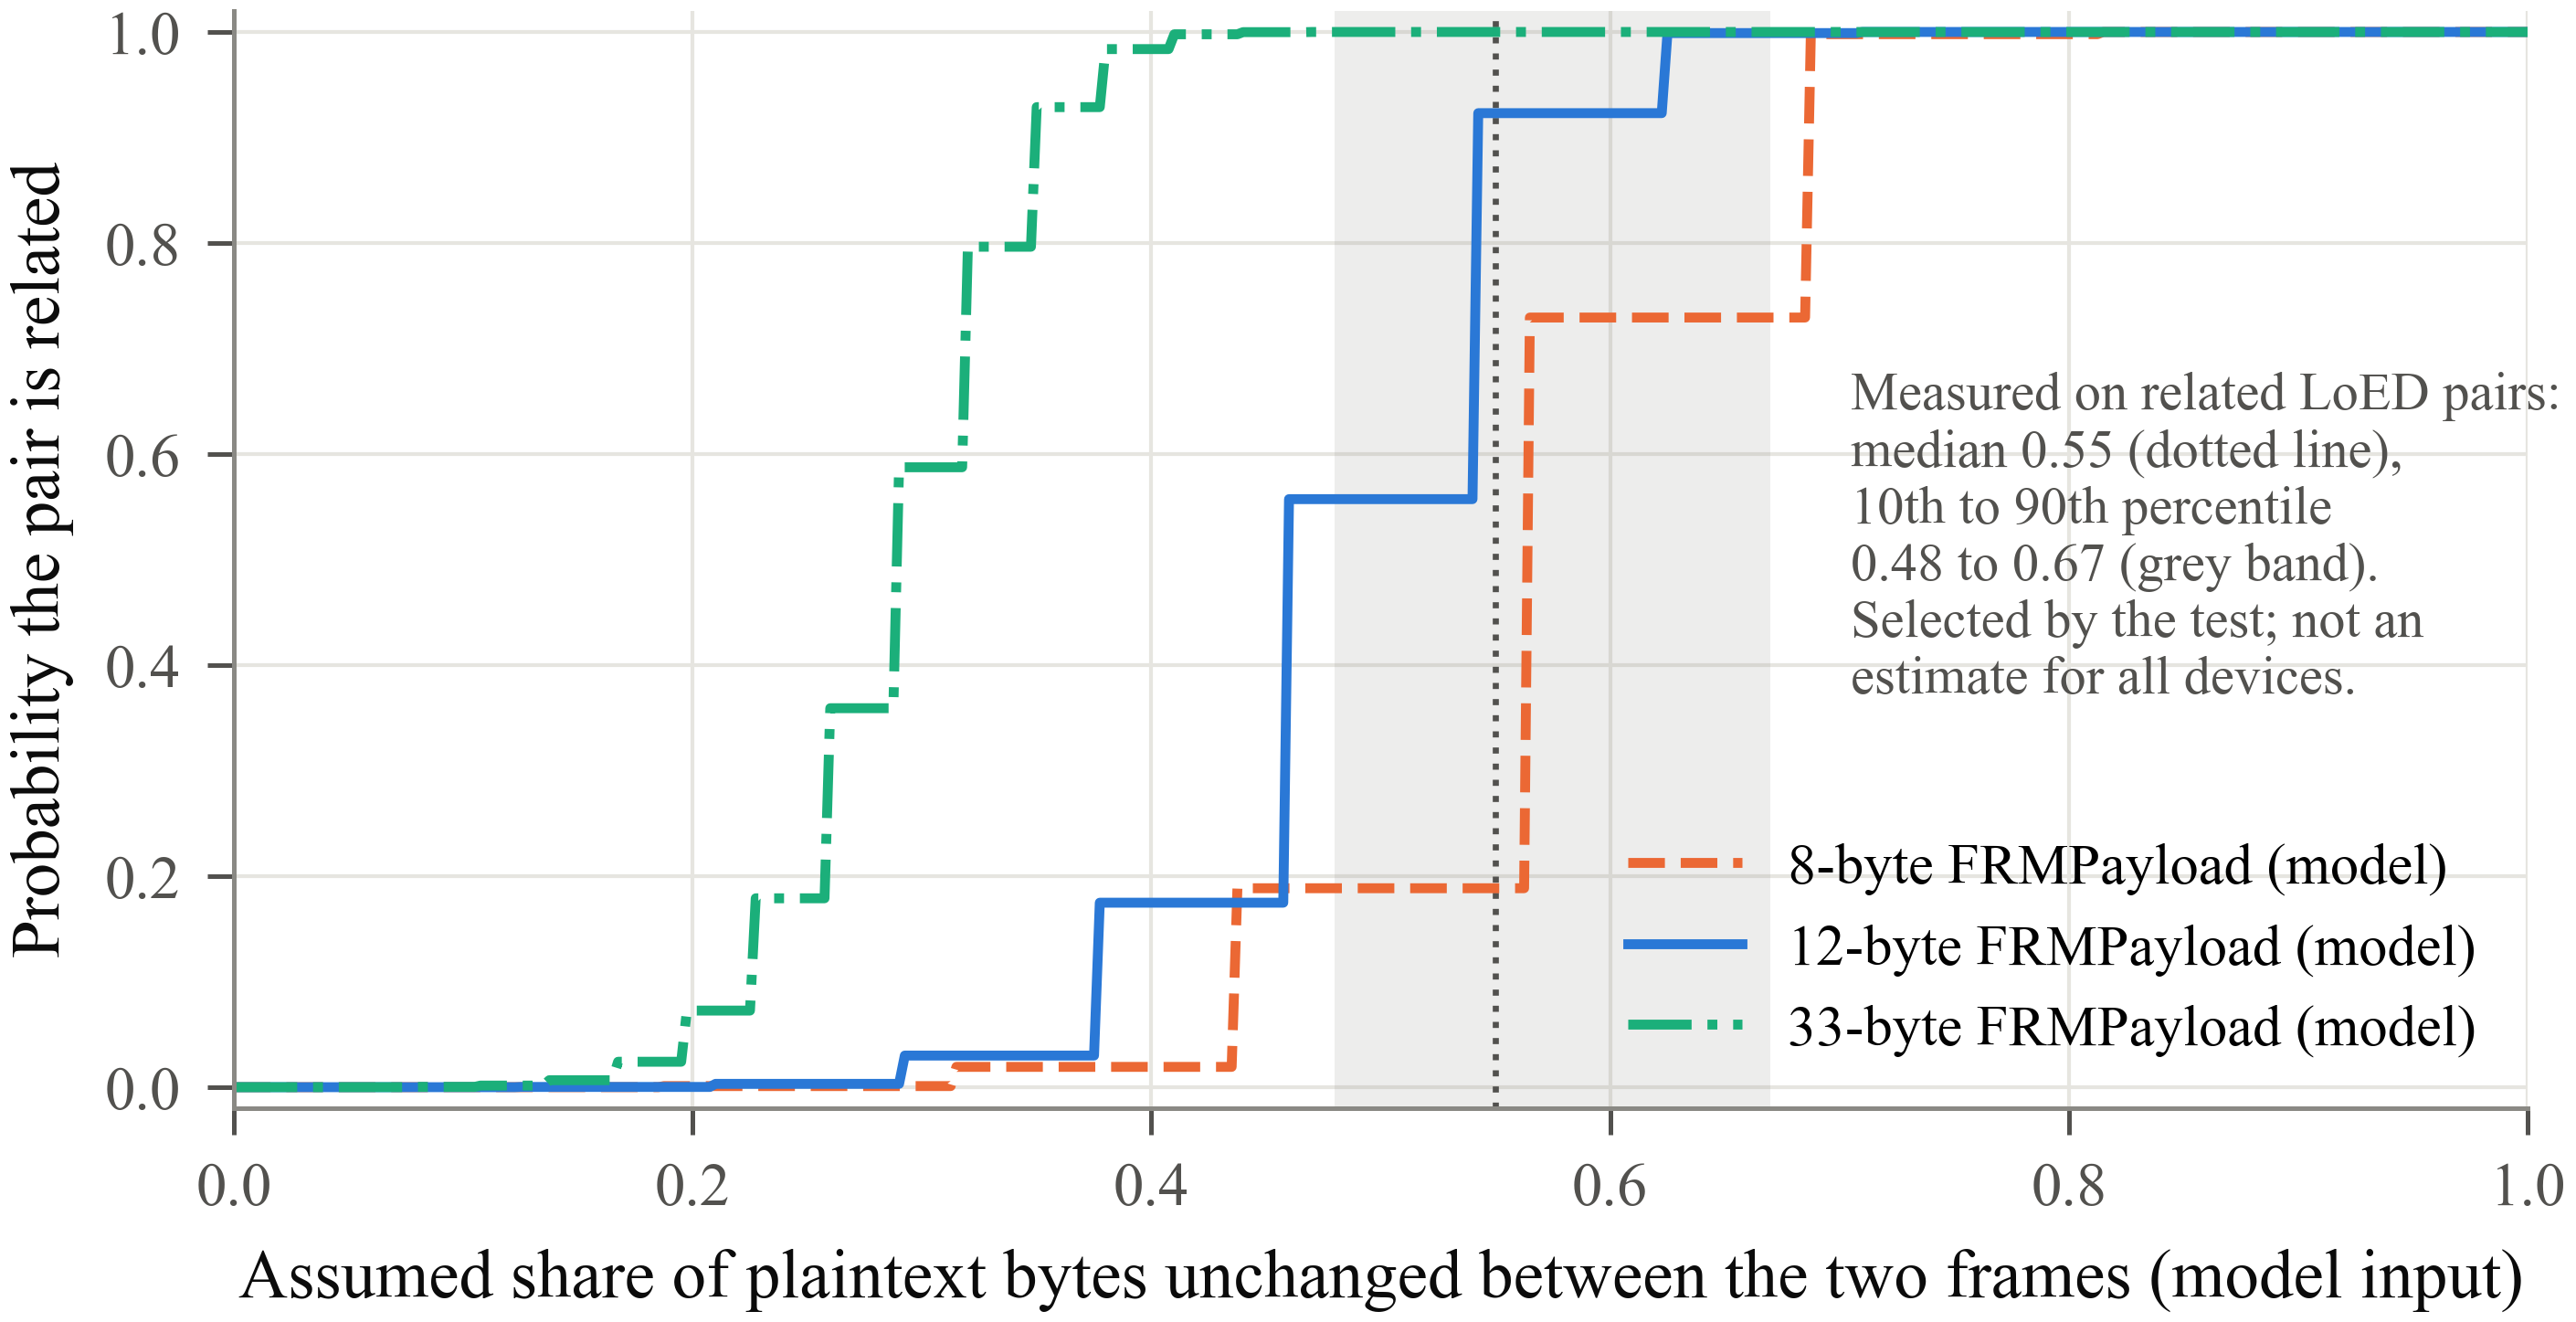 Probability the pair is related
1.0
0.8
0.6
0.4
0.2
0.0
Measured on related LoED pairs:
median 0.55 (dotted line),
10th to 90th percentile
0.48 to 0.67 (grey band).
Selected by the test; not an
estimate for all devices.
8-byte FRMPayload (model)
12-byte FRMPayload (model)
33-byte FRMPayload (model)
0.0 0.2 0.4 0.6 0.8 1.0
Assumed share of plaintext bytes unchanged between the two frames (model input)